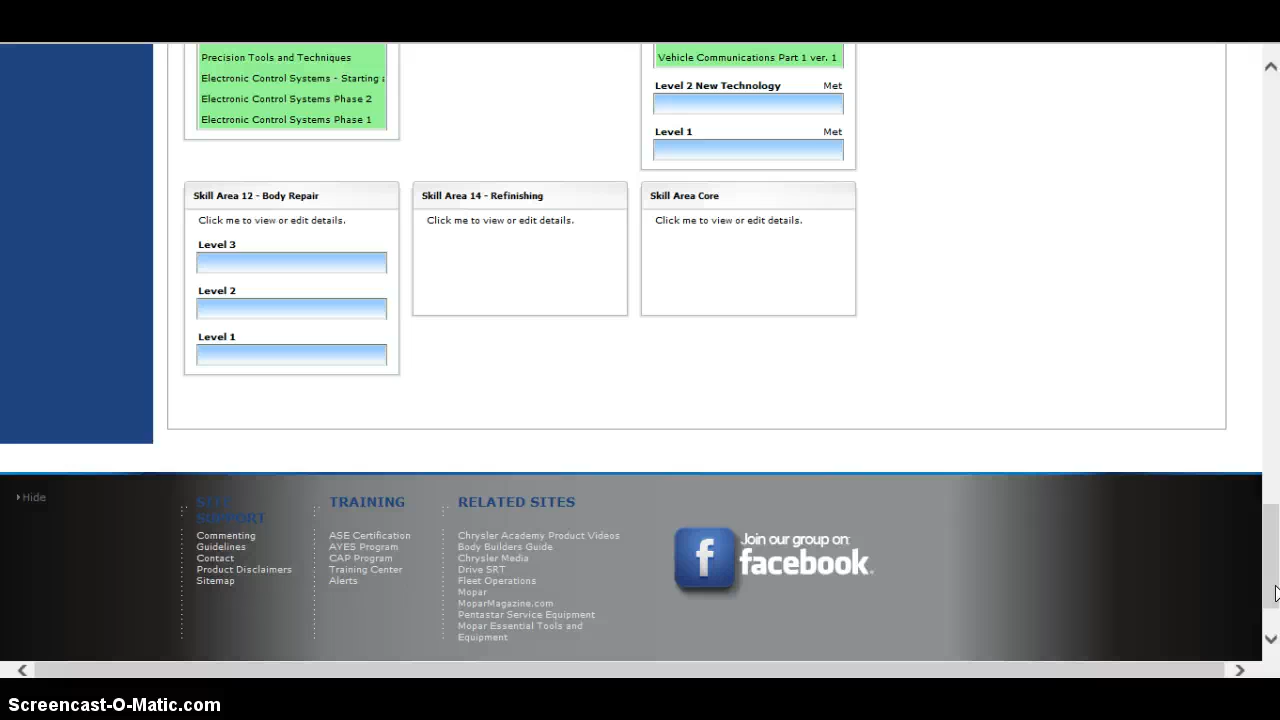 Precision Tools and Techniques
Electronic Control Systems - Starting a
Electronic Control Systems Phase 2
Electronic Control Systems Phase 1
Vehicle Communications Part 1 ver. 1
Level 2 New Technology Met
Level 1 Met
Skill Area 12 - Body Repair
Click me to view or edit details.
Level 3
Level 2
Level 1
Skill Area 14 - Refinishing
Click me to view or edit details.
Skill Area Core
Click me to view or edit details.
Hide
SITE
SUPPORT
Commenting
Guidelines
Contact
Product Disclaimers
Sitemap
TRAINING
ASE Certification
AYES Program
CAP Program
Training Center
Alerts
RELATED SITES
Chrysler Academy Product Videos
Body Builders Guide
Chrysler Media
Drive SRT
Fleet Operations
Mopar
MoparMagazine.com
Pentastar Service Equipment
Mopar Essential Tools and
Equipment
f
Join our group on:
facebook.
Screencast-O-Matic.com